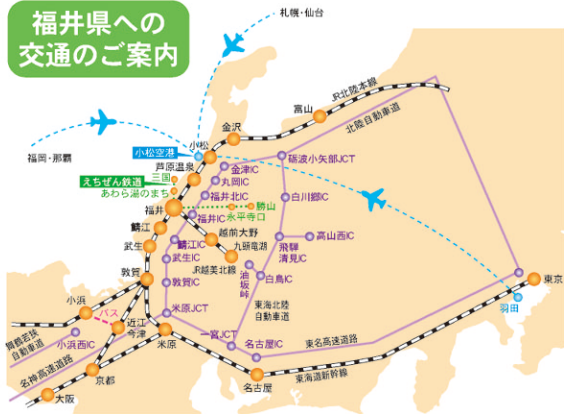 福井県への
交通のご案内
札幌・仙台
福岡・那覇
小松空港
小松
金沢
富山
JR北陸本線
北陸自動車道
芦原温泉
三国
えちぜん鉄道
あわら湯のまち
福井
勝山
永平寺口
金津IC
丸岡IC
福井北IC
福井IC
砺波小矢部JCT
白川郷IC
飛騨
清見IC
高山西IC
鯖江
鯖江IC
武生
武生IC
越前大野
九頭竜湖
JR越美北線
油坂
峠
白鳥IC
東海北陸
自動車道
敦賀
敦賀IC
米原JCT
小浜
バス
近江
今津
舞鶴若狭
自動車道
小浜西IC
名神高速道路
京都
大阪
米原
一宮JCT
名古屋IC
名古屋
東名高速道路
東海道新幹線
東京
羽田